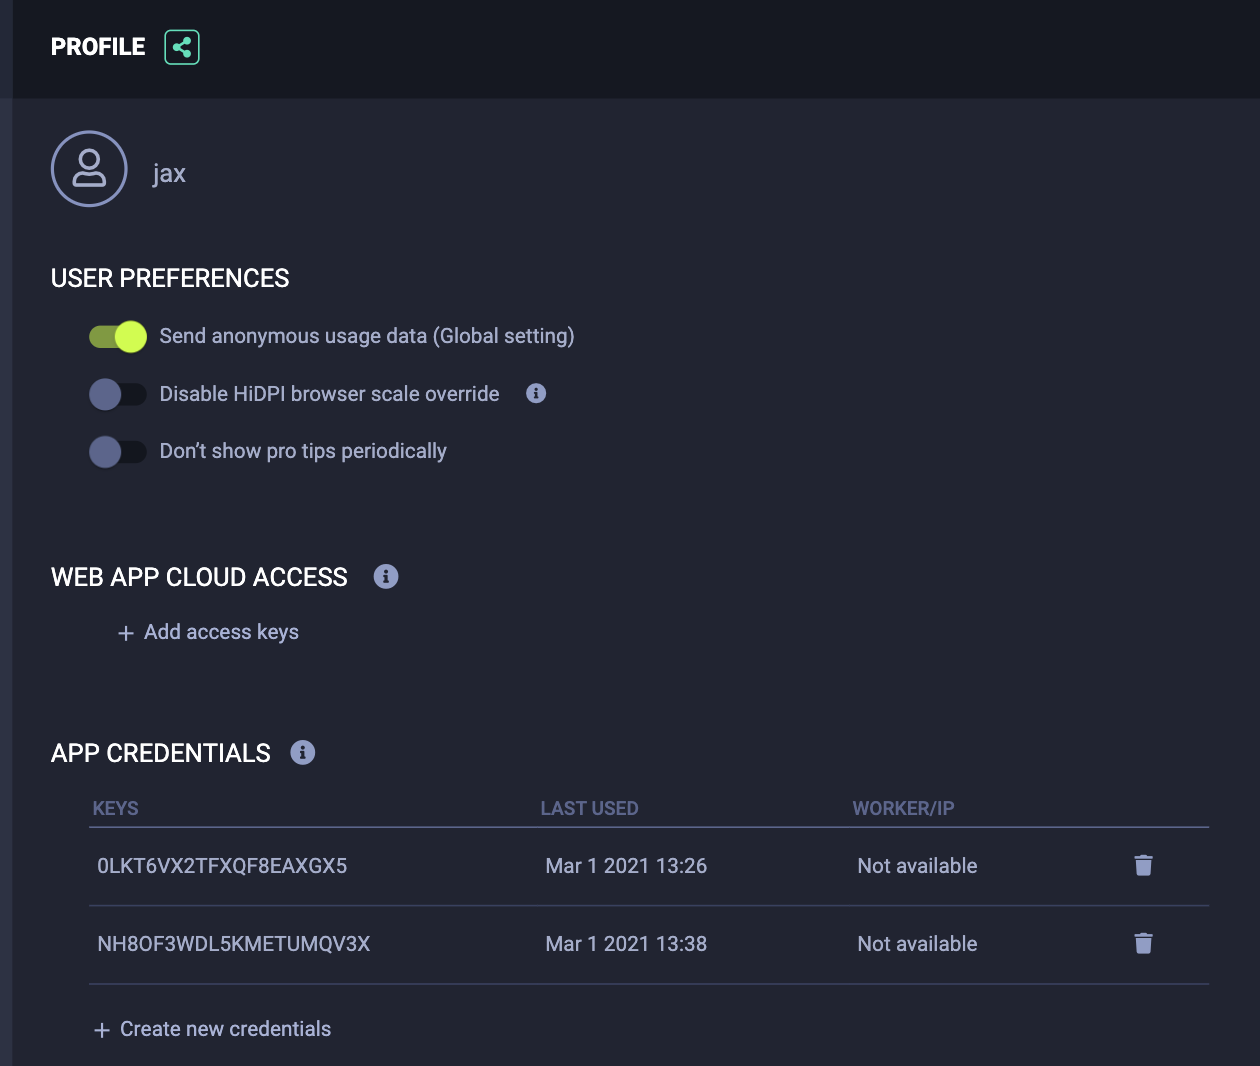 PROFILE
jax
USER PREFERENCES
Send anonymous usage data (Global setting)
Disable HiDPI browser scale override
Don’t show pro tips periodically
WEB APP CLOUD ACCESS
+ Add access keys
APP CREDENTIALS
KEYS LAST USED WORKER/IP
0LKT6VX2TFXQF8EAXGX5 Mar 1 2021 13:26 Not available
NH8OF3WDL5KMETUMQV3X Mar 1 2021 13:38 Not available
+ Create new credentials